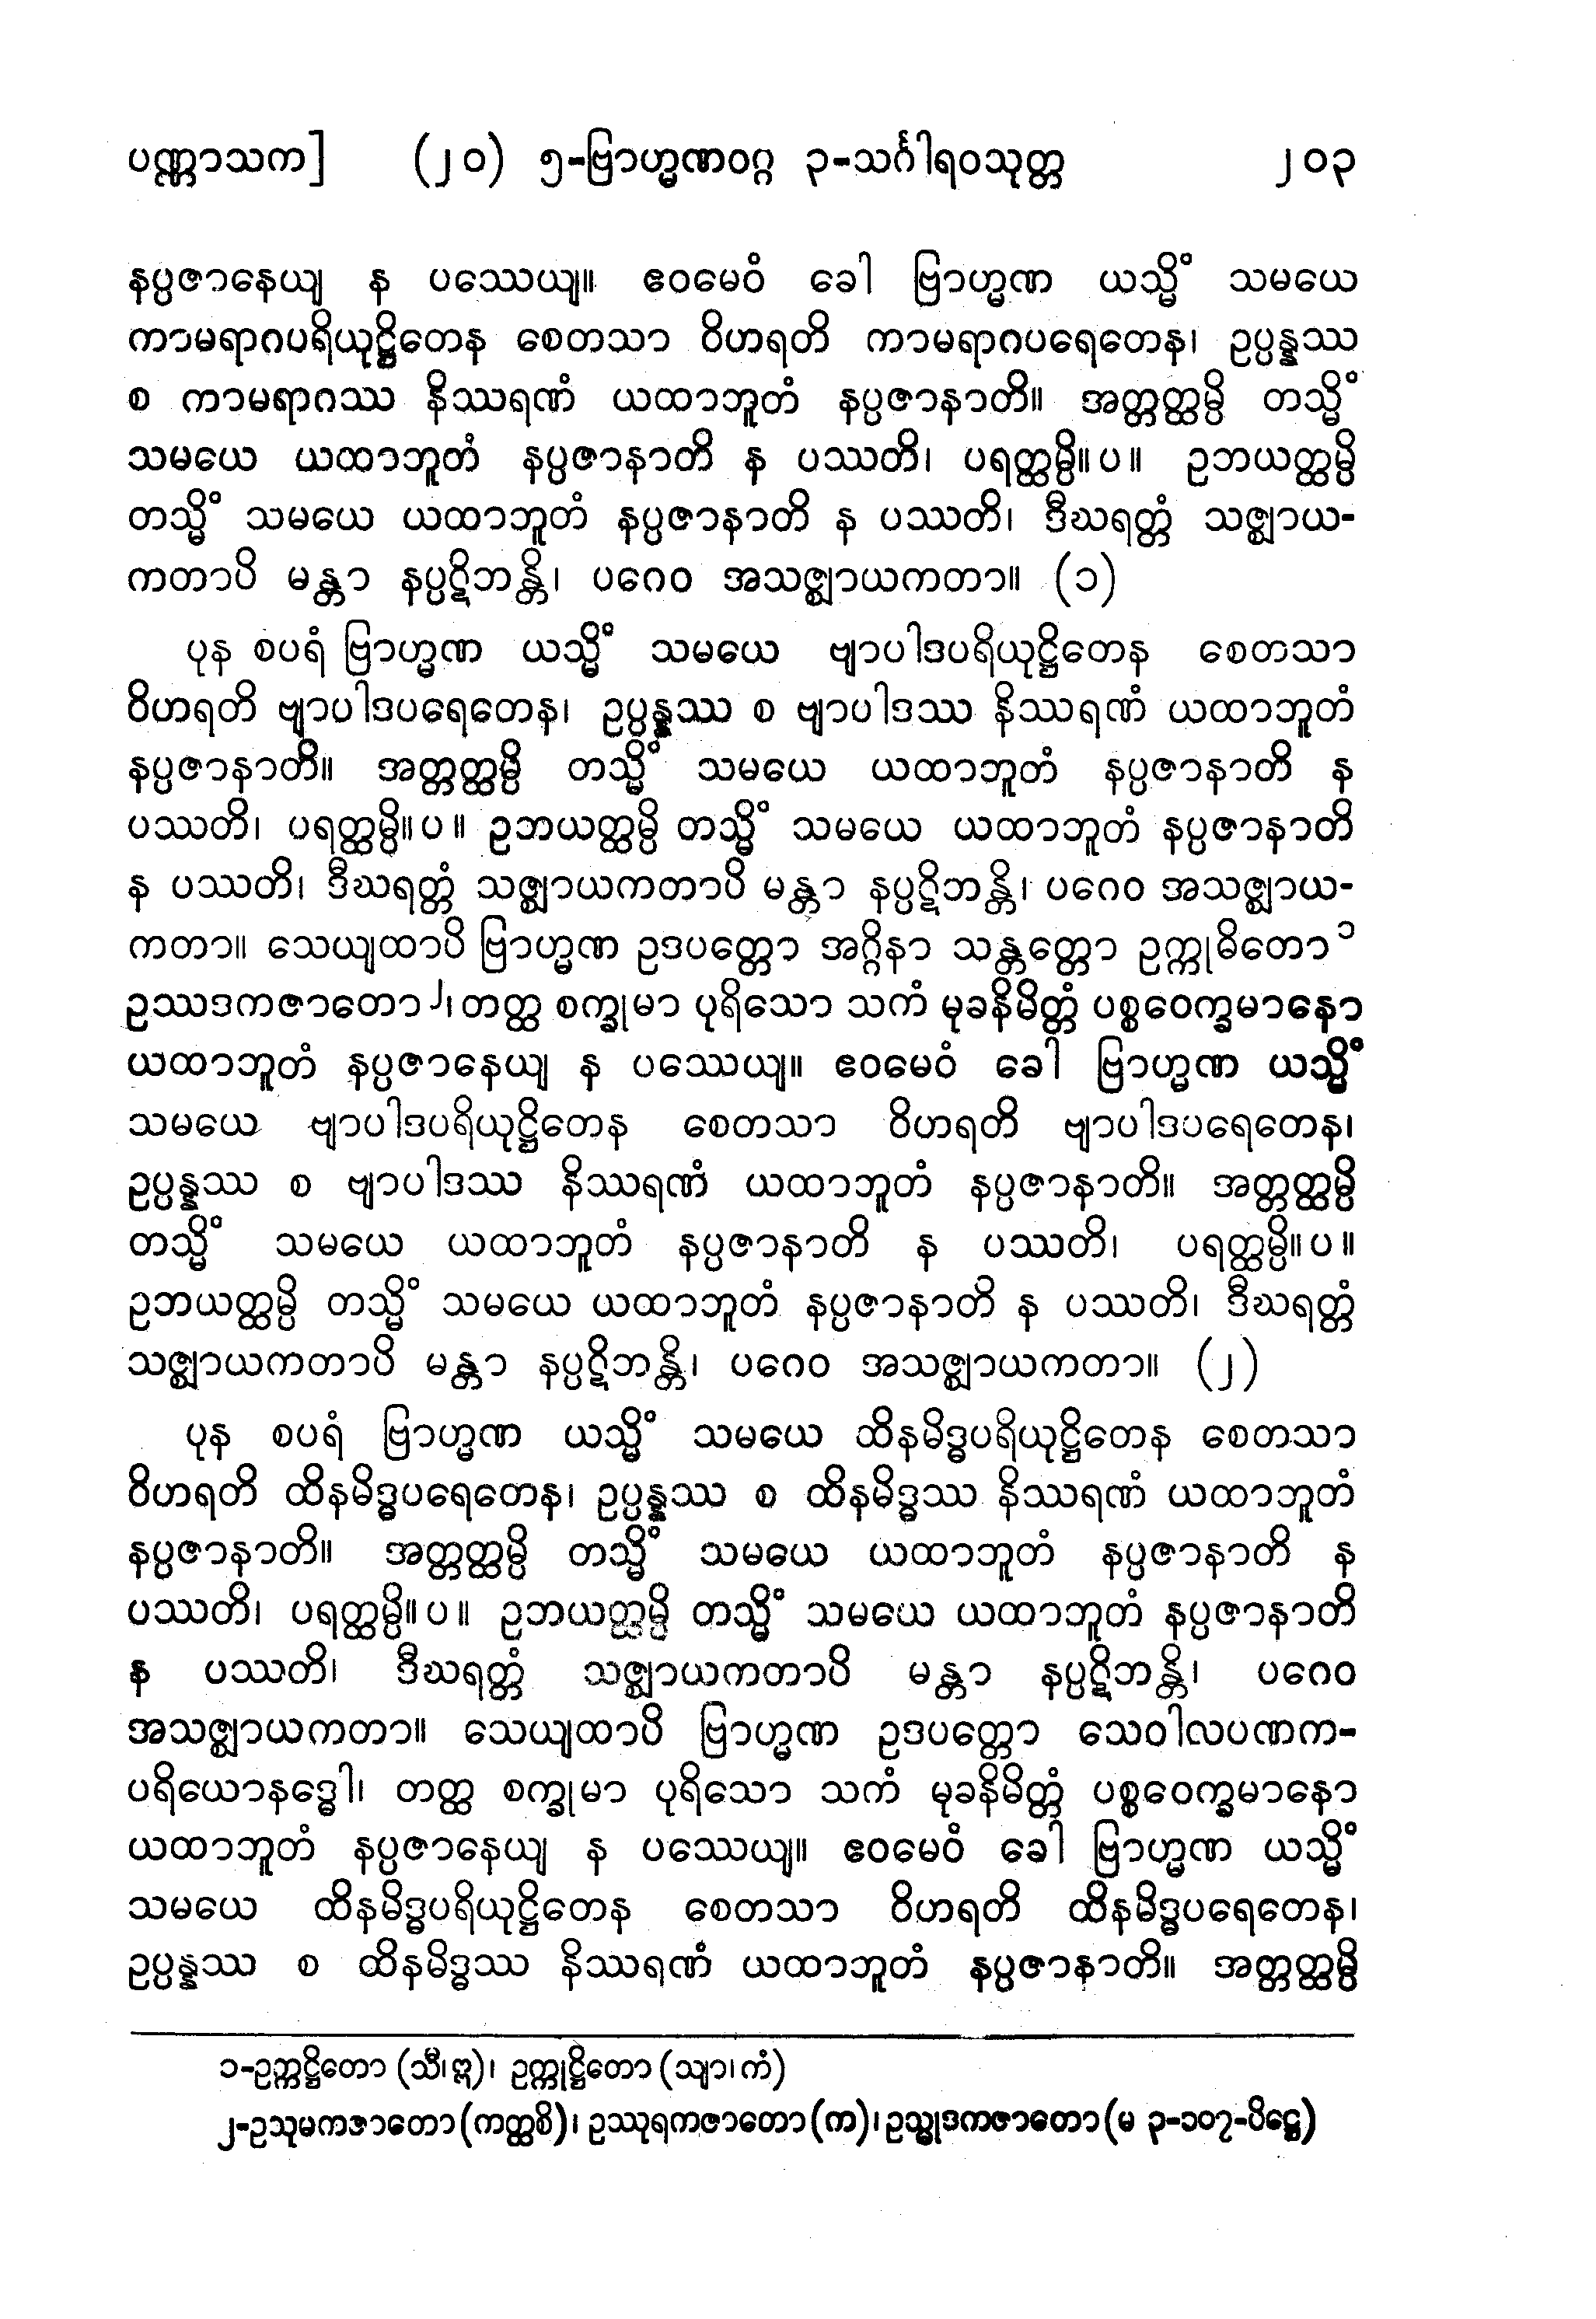 ပဏ္ဏာသက] (၂၀) ၅-ဗြာဟ္မဏဝဂ္ဂ ၃-သင်္ဂါရဝသုတ္တ ၂၀၃
နပ္ပဇာနေယျ န ပဿေယျ။ ဧဝမေဝံ ခေါ ဗြာဟ္မဏ ယသ္မိံ သမယေ
ကာမရာဂပရိယုဋ္ဌိတေန စေတသာ ဝိဟရတိ ကာမရာဂပရေတေန၊ ဥပ္ပန္နဿ
စ ကာမရာဂဿ နိဿရဏံ ယထာဘူတံ နပ္ပဇာနာတိ။ အတ္တတ္ထမ္ပိ တသ္မိံ
သမယေ ယထာဘူတံ နပ္ပဇာနာတိ န ပဿတိ၊ ပရတ္ထမ္ပိ။ပ။ ဥဘယတ္ထမ္ပိ
တသ္မိံ သမယေ ယထာဘူတံ နပ္ပဇာနာတိ န ပဿတိ၊ ဒီဃရတ္တံ သဇ္ဈာယ-
ကတာပိ မန္တာ နပ္ပဋိဘန္တိ၊ ပဂေဝ အသဇ္ဈာယကတာ။ (၁)
ပုန စပရံ ဗြာဟ္မဏ ယသ္မိံ သမယေ ဗျာပါဒပရိယုဋ္ဌိတေန စေတသာ
ဝိဟရတိ ဗျာပါဒပရေတေန၊ ဥပ္ပန္နဿ စ ဗျာပါဒဿ နိဿရဏံ ယထာဘူတံ
နပ္ပဇာနာတိ။ အတ္တတ္ထမ္ပိ တသ္မိံ သမယေ ယထာဘူတံ နပ္ပဇာနာတိ န
ပဿတိ၊ ပရတ္ထမ္ပိ။ပ။ ဥဘယတ္ထမ္ပိ တသ္မိံ သမယေ ယထာဘူတံ နပ္ပဇာနာတိ
န ပဿတိ၊ ဒီဃရတ္တံ သဇ္ဈာယကတာပိ မန္တာ နပ္ပဋိဘန္တိ၊ ပဂေဝ အသဇ္ဈာယ-
ကတာ။ သေယျထာပိ ဗြာဟ္မဏ ဥဒပတ္တော အဂ္ဂိနာ သန္တတ္တော ဥက္ကုဓိတော ၁
ဥဿဒကဇာတော ၂၊ တတ္ထ စက္ခုမာ ပုရိသော သကံ မုခနိမိတ္တံ ပစ္စဝေက္ခမာနော
ယထာဘူတံ နပ္ပဇာနေယျ န ပဿေယျ။ ဧဝမေဝံ ခေါ ဗြာဟ္မဏ ယသ္မိံ
သမယေ ဗျာပါဒပရိယုဋ္ဌိတေန စေတသာ ဝိဟရတိ ဗျာပါဒပရေတေန၊
ဥပ္ပန္နဿ စ ဗျာပါဒဿ နိဿရဏံ ယထာဘူတံ နပ္ပဇာနာတိ။ အတ္တတ္ထမ္ပိ
တသ္မိံ သမယေ ယထာဘူတံ နပ္ပဇာနာတိ န ပဿတိ၊ ပရတ္ထမ္ပိ။ပ။
ဥဘယတ္ထမ္ပိ တသ္မိံ သမယေ ယထာဘူတံ နပ္ပဇာနာတိ န ပဿတိ၊ ဒီဃရတ္တံ
သဇ္ဈာယကတာပိ မန္တာ နပ္ပဋိဘန္တိ၊ ပဂေဝ အသဇ္ဈာယကတာ။ (၂)
ပုန စပရံ ဗြာဟ္မဏ ယသ္မိံ သမယေ ထိနမိဒ္ဓပရိယုဋ္ဌိတေန စေတသာ
ဝိဟရတိ ထိနမိဒ္ဓပရေတေန၊ ဥပ္ပန္နဿ စ ထိနမိဒ္ဓဿ နိဿရဏံ ယထာဘူတံ
နပ္ပဇာနာတိ။ အတ္တတ္ထမ္ပိ တသ္မိံ သမယေ ယထာဘူတံ နပ္ပဇာနာတိ န
ပဿတိ၊ ပရတ္ထမ္ပိ။ပ။ ဥဘယတ္ထမ္ပိ တသ္မိံ သမယေ ယထာဘူတံ နပ္ပဇာနာတိ
န ပဿတိ၊ ဒီဃရတ္တံ သဇ္ဈာယကတာပိ မန္တာ နပ္ပဋိဘန္တိ၊ ပဂေဝ
အသဇ္ဈာယကတာ။ သေယျထာပိ ဗြာဟ္မဏ ဥဒပတ္တော သေဝါလပဏက-
ပရိယောနဒ္ဓေါ၊ တတ္ထ စက္ခုမာ ပုရိသော သကံ မုခနိမိတ္တံ ပစ္စဝေက္ခမာနော
ယထာဘူတံ နပ္ပဇာနေယျ န ပဿေယျ။ ဧဝမေဝံ ခေါ ဗြာဟ္မဏ ယသ္မိံ
သမယေ ထိနမိဒ္ဓပရိယုဋ္ဌိတေန စေတသာ ဝိဟရတိ ထိနမိဒ္ဓပရေတေန၊
ဥပ္ပန္နဿ စ ထိနမိဒ္ဓဿ နိဿရဏံ ယထာဘူတံ နပ္ပဇာနာတိ။ အတ္တတ္ထမ္ပိ
၁-ဥက္ကဋ္ဌိတော (သီ၊ဣ)၊ ဥက္ကုဋ္ဌိတော (သျာ၊ကံ)
၂-ဥသုမကဇာတော (ကတ္ထစိ)၊ ဥဿုရကဇာတော (က)၊ ဥသ္မုဒကဇာတော (မ ၃-၁၀၇-ပိဋ္ဌေ)